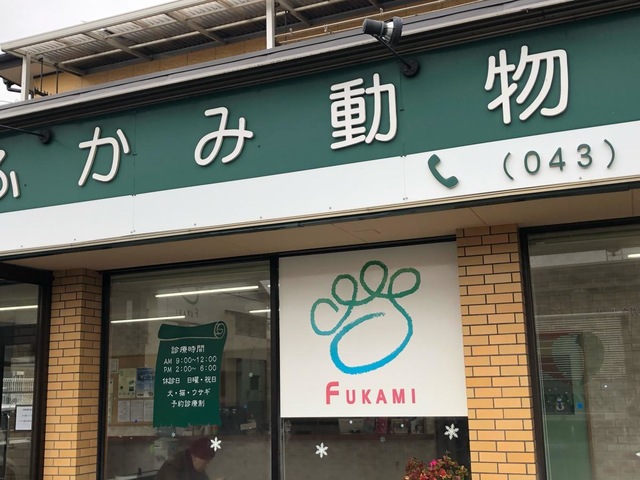 ふかみ動物
(043)
診療時間
AM 9:00~12:00
PM 2:00~ 6:00
休診日 日曜・祝日
犬・猫・ウサギ
予約診療制
FUKAMI